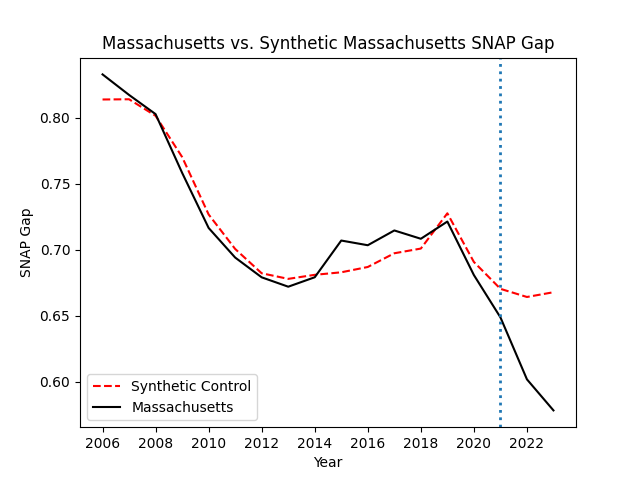 Massachusetts vs. Synthetic Massachusetts SNAP Gap
0.80
0.75
0.70
0.65
0.60
SNAP Gap
Synthetic Control
Massachusetts
2006 2008 2010 2012 2014 2016 2018 2020 2022
Year